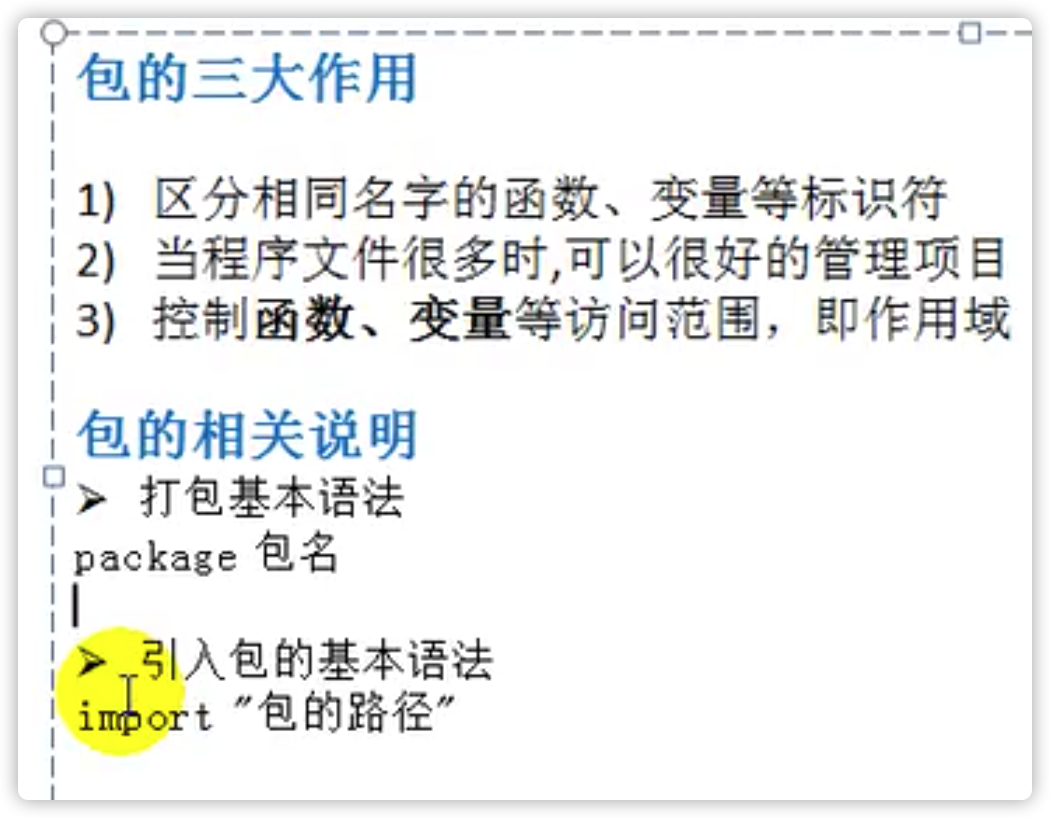 包的三大作用
1) 区分相同名字的函数、变量等标识符
2) 当程序文件很多时,可以很好的管理项目
3) 控制函数、变量等访问范围，即作用域
包的相关说明
➢ 打包基本语法
package 包名
➢ 引入包的基本语法
import "包的路径"